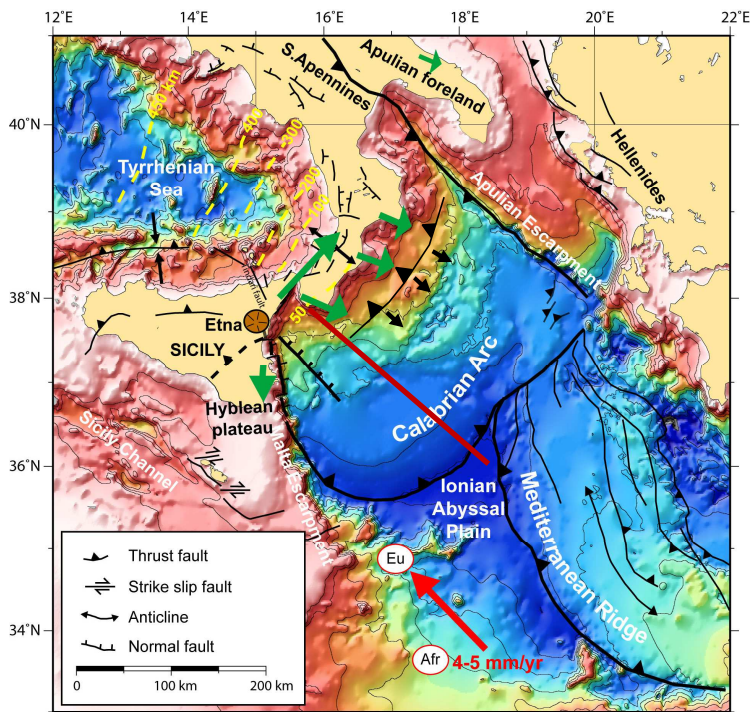 12°E
14°E
16°E
18°E
20°E
22°E
40°N
38°N
36°N
34°N
S.Apennines
Apulian foreland
Hellenides
Tyrrhenian
Sea
400
300
200
100
50
Apulian Escarpment
Etna
SICILY
Hyblean
plateau
Sicily Channel
Malta Escarpment
Calabrian Arc
Ionian
Abyssal
Plain
Mediterranean Ridge
Eu
Afr
4-5 mm/yr
Thrust fault
Strike slip fault
Anticline
Normal fault
0
100 km
200 km